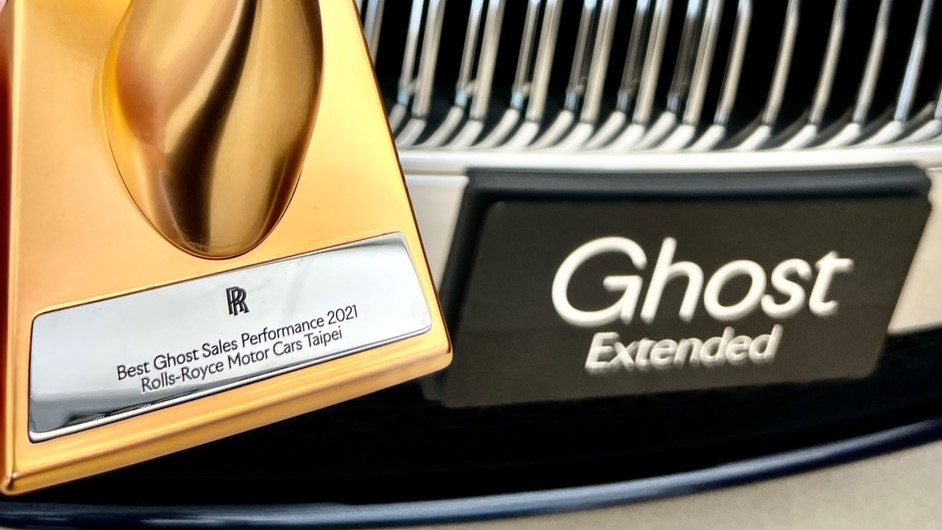 RR
Best Ghost Sales Performance 2021
Rolls-Royce Motor Cars Taipei
Ghost
Extended